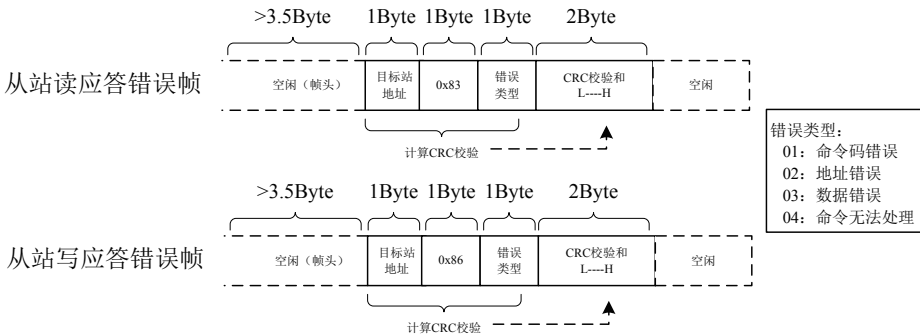 >3.5Byte 1Byte 1Byte 1Byte 2Byte
从站读应答错误帧 空闲（帧头） 目标站 0x83 错误 CRC校验和 空闲
地址 类型 L----H
计算CRC校验
错误类型：
01：命令码错误
02：地址错误
03：数据错误
04：命令无法处理
>3.5Byte 1Byte 1Byte 1Byte 2Byte
从站写应答错误帧 空闲（帧头） 目标站 0x86 错误 CRC校验和 空闲
地址 类型 L----H
计算CRC校验